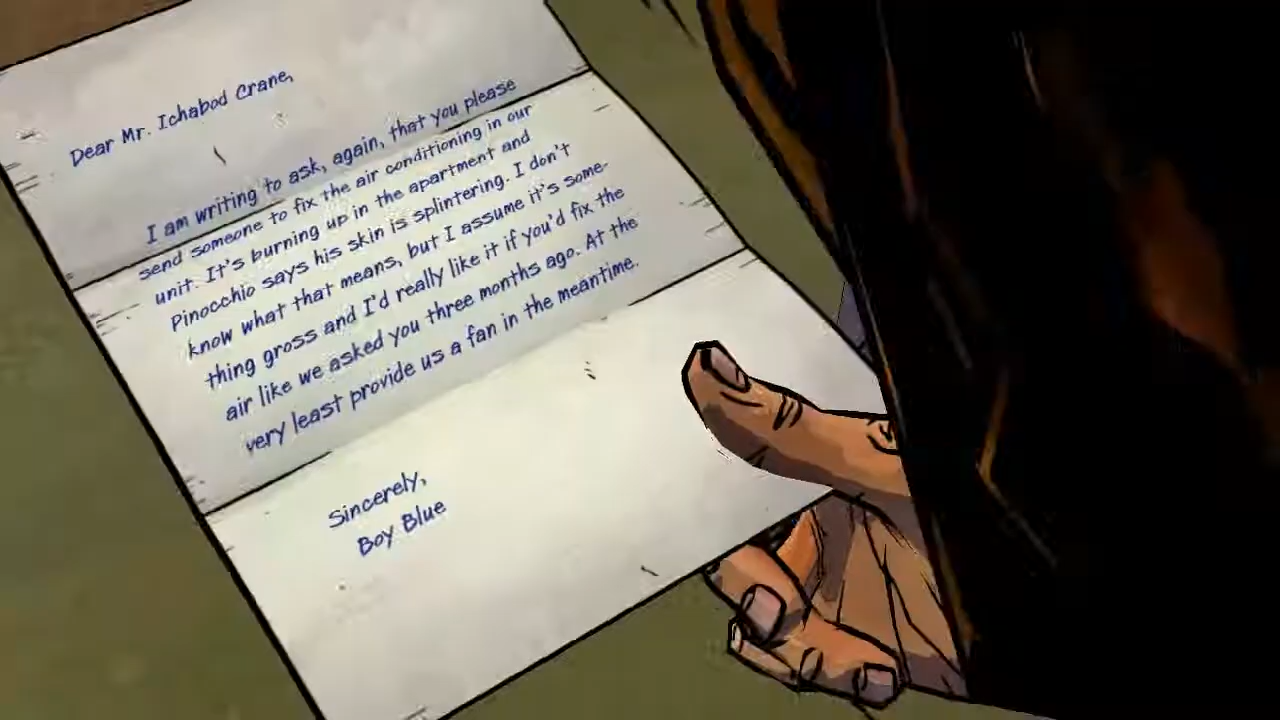 Dear Mr. Ichabod Crane,
I am writing to ask, again, that you please
send someone to fix the air conditioning in our
unit. It's burning up in the apartment and
Pinocchio says his skin is splintering. I don't
know what that means, but I assume it's some-
thing gross and I'd really like it if you'd fix the
air like we asked you three months ago. At the
very least provide us a fan in the meantime.
Sincerely,
Boy Blue